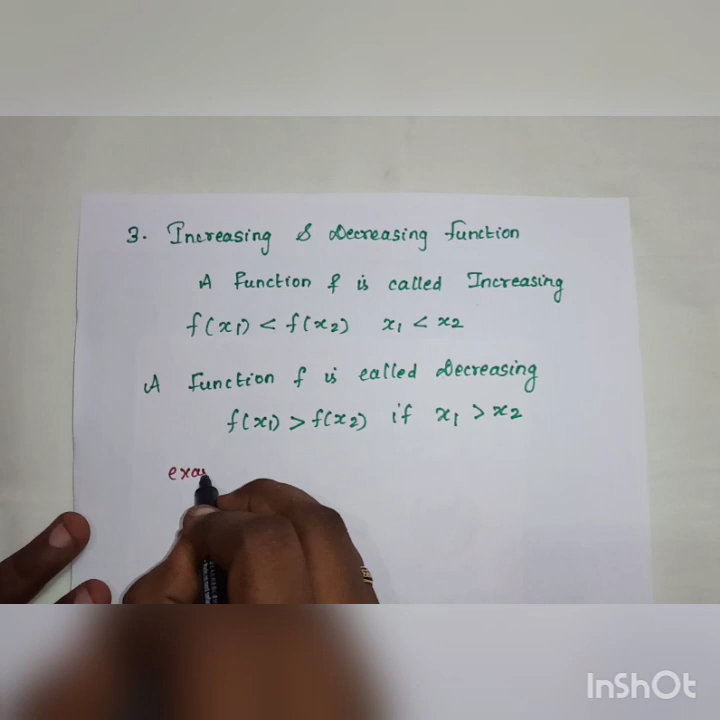 3. Increasing & Decreasing function
A Function f is called Increasing
f(x1) < f(x2) x1 < x2
A Function f is called Decreasing
f(x1) > f(x2) if x1 > x2
exa
InShOt